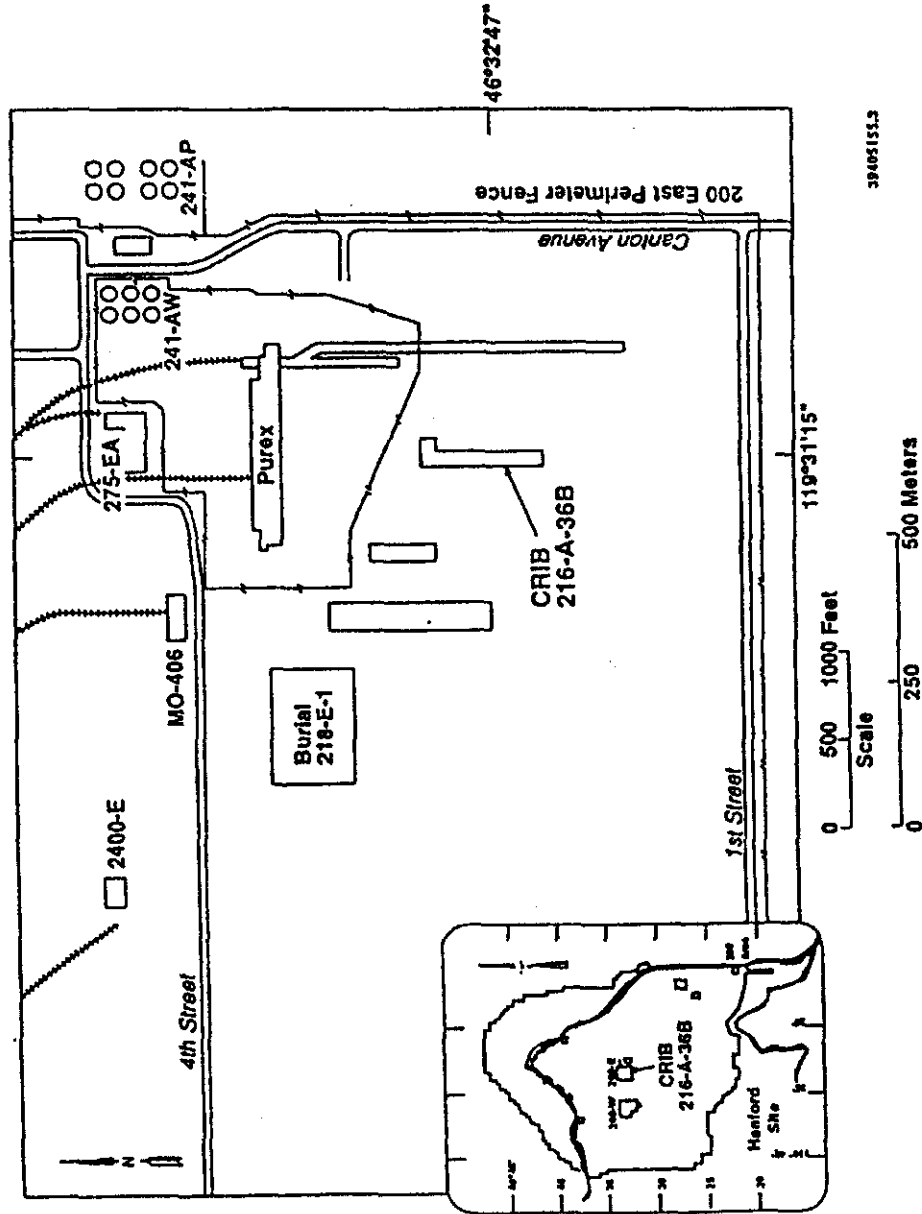 N
4th Street
2400-E
MO-406
275-EA
241-AW
241-AP
Purex
Burial
218-E-1
CRIB
216-A-36B
200 East Perimeter Fence
Canton Avenue
1st Street
46°32'47"
119°31'15"
CRIB
216-A-36B
Hanford
Site
0 500 1000 Feet
Scale
0 250 500 Meters
39405155.3